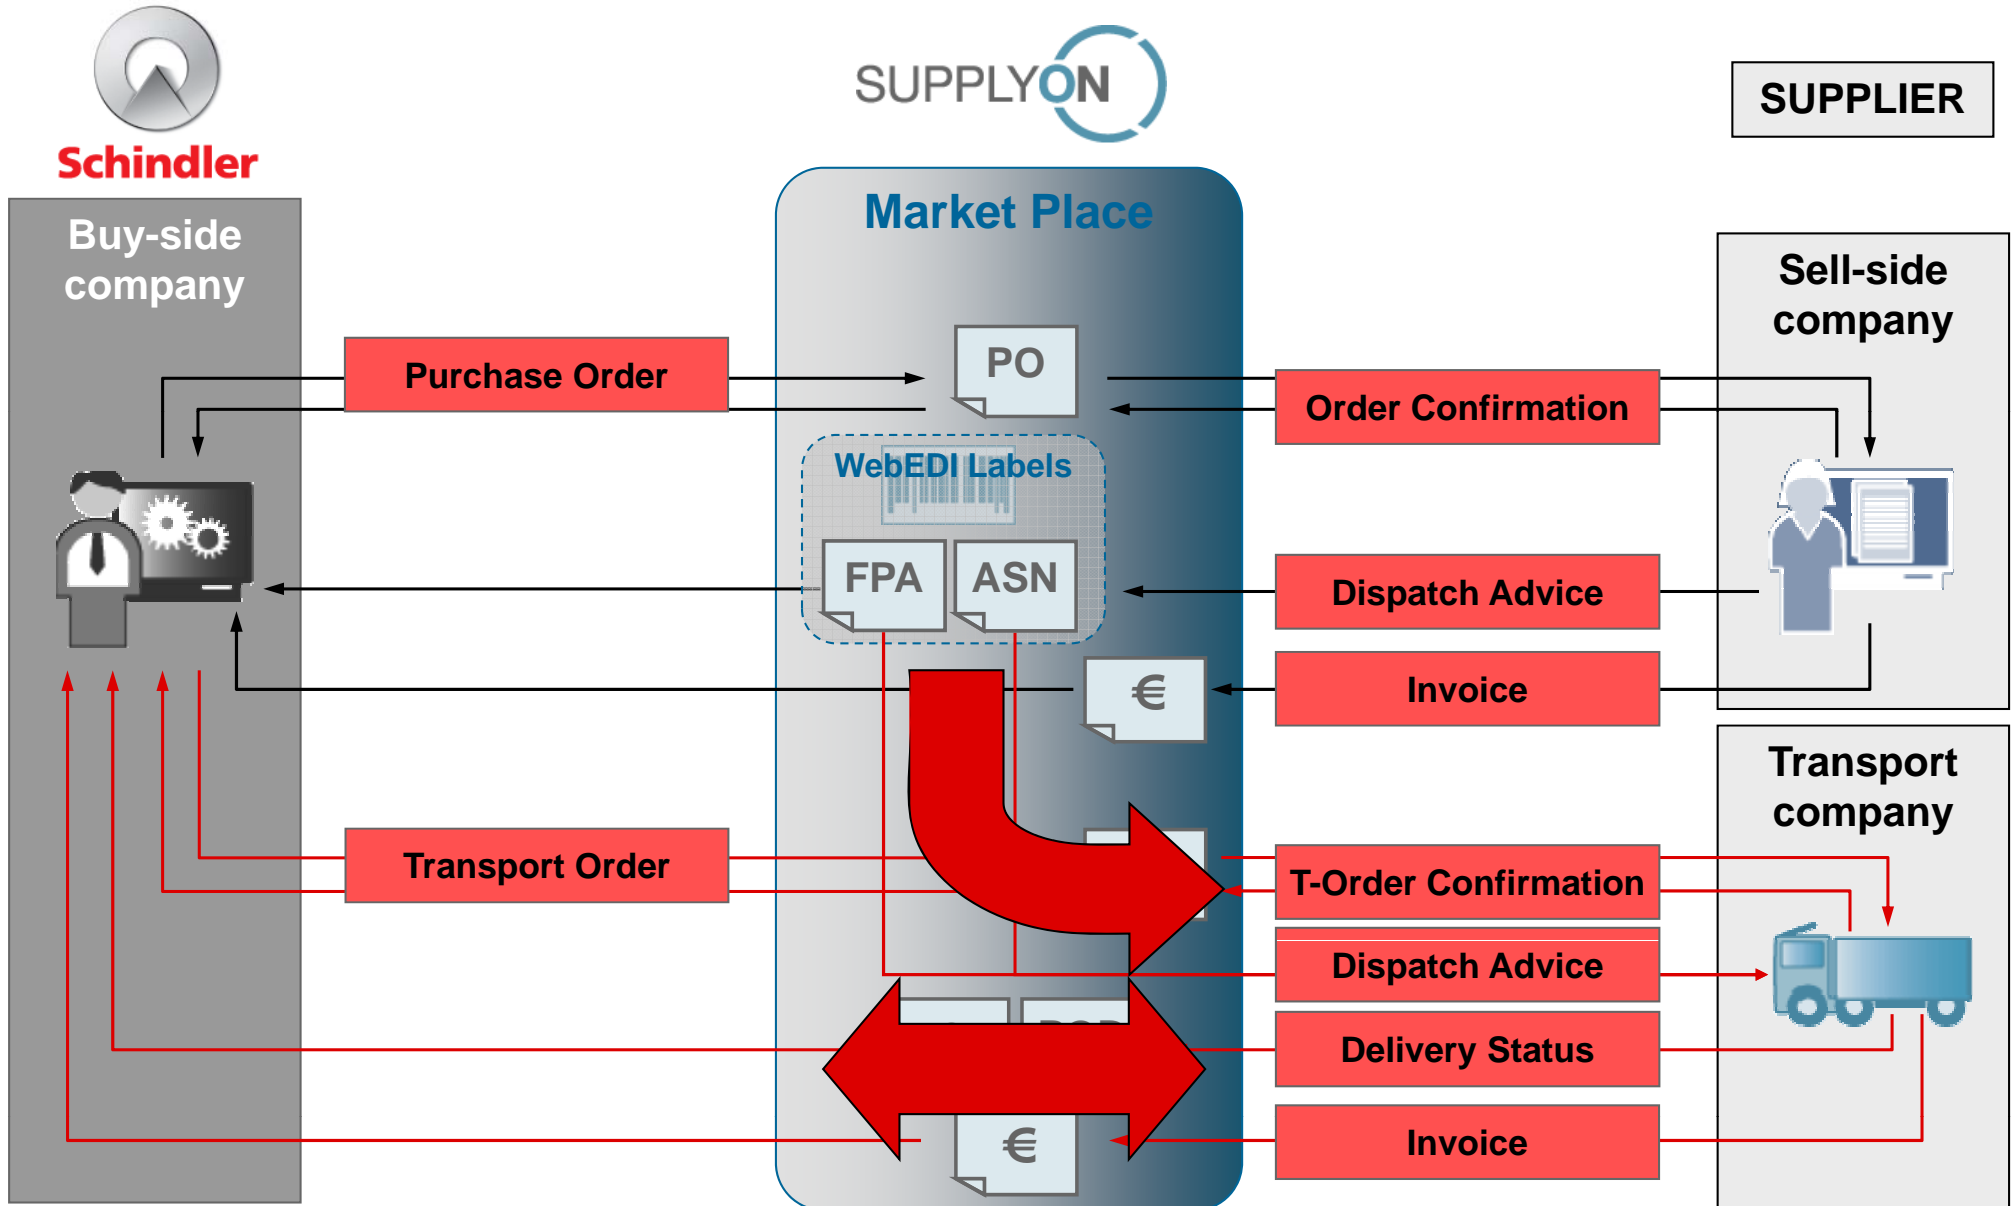 Schindler
SUPPLYON
SUPPLIER
Buy-side
company
Market Place
Sell-side
company
Purchase Order
PO
Order Confirmation
WebEDI Labels
FPA
ASN
Dispatch Advice
€
Invoice
Transport
company
Transport Order
T-Order Confirmation
Dispatch Advice
Delivery Status
€
Invoice